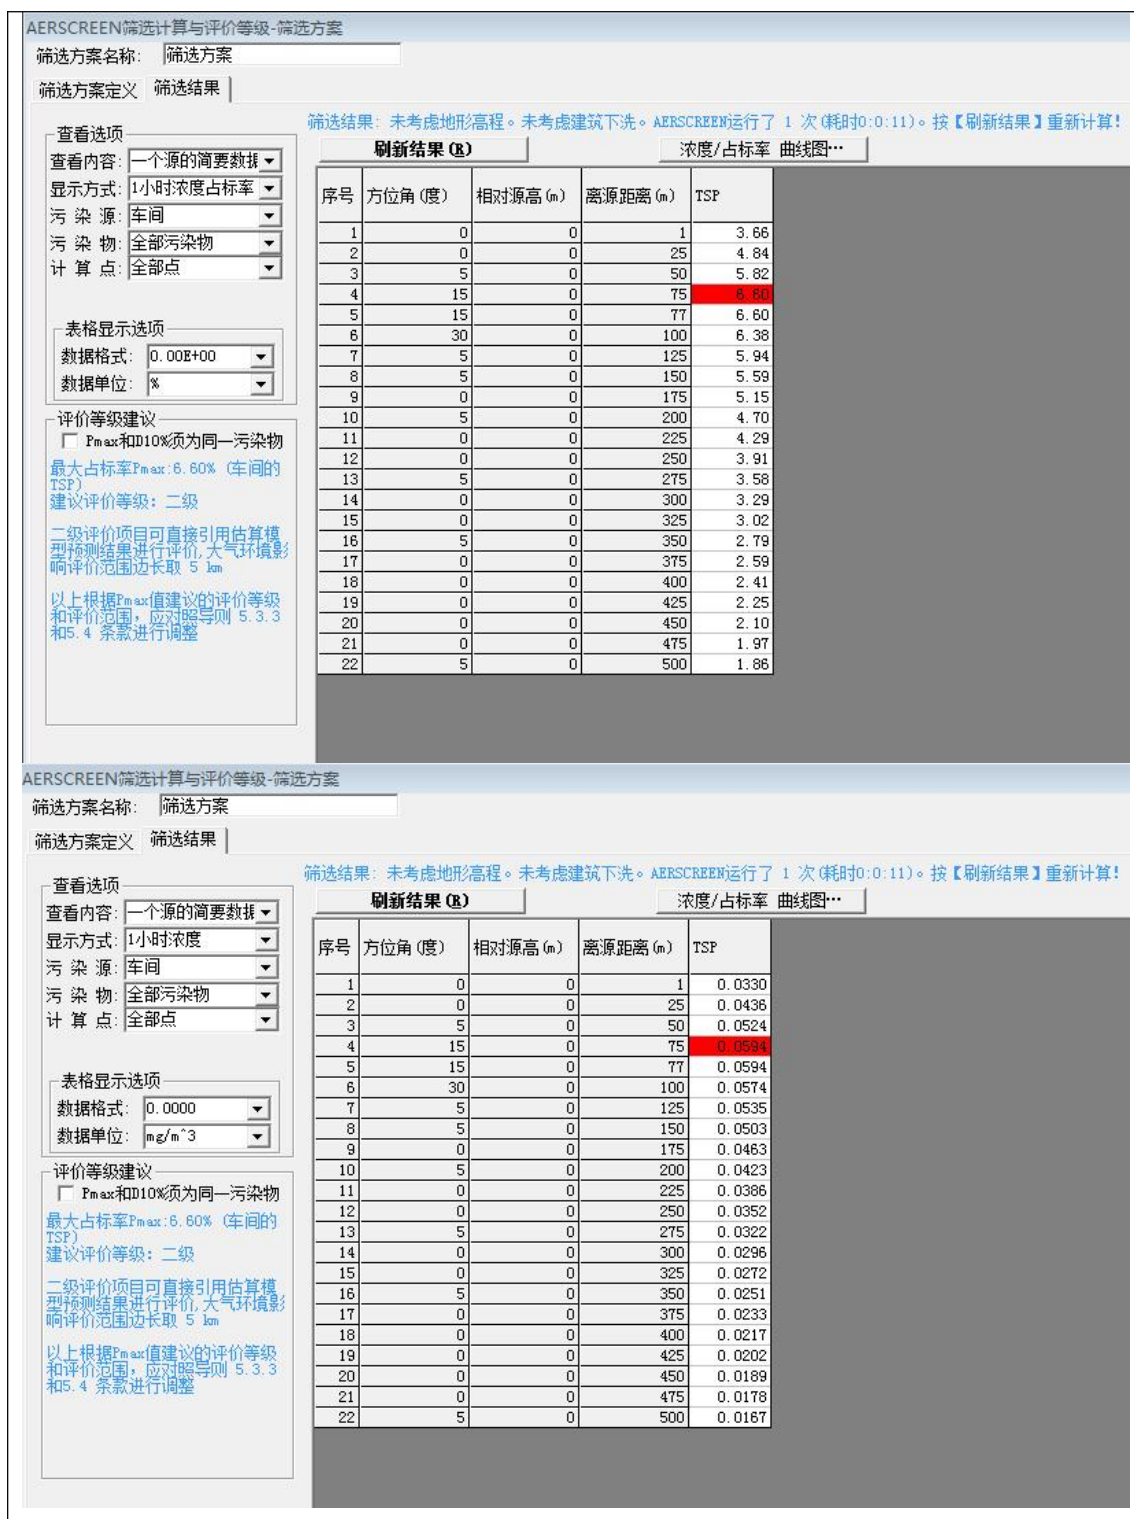 AERSCREEN筛选计算与评价等级-筛选方案
筛选方案名称: 筛选方案
筛选方案定义 筛选结果
筛选结果：未考虑地形高程。未考虑建筑下洗。AERSCREEN运行了 1 次(耗时0:0:11)。按【刷新结果】重新计算!
刷新结果(R) 浓度/占标率 曲线图…
查看选项
查看内容: 一个源的简要数据
显示方式: 1小时浓度占标率
污 染 源: 车间
污 染 物: 全部污染物
计 算 点: 全部点
表格显示选项
数据格式: 0.00E+00
数据单位: %
评价等级建议
Pmax和D10%须为同一污染物
最大占标率Pmax:6.60% (车间的
TSP)
建议评价等级: 二级
二级评价项目可直接引用估算模
型预测结果进行评价,大气环境影
响评价范围边长取 5 km
以上根据Pmax值建议的评价等级
和评价范围，应对照导则 5.3.3
和5.4 条款进行调整
序号 方位角(度) 相对源高(m) 离源距离(m) TSP
1 0 0 1 3.66
2 0 0 25 4.84
3 5 0 50 5.82
4 15 0 75 6.60
5 15 0 77 6.60
6 30 0 100 6.38
7 5 0 125 5.94
8 5 0 150 5.59
9 0 0 175 5.15
10 5 0 200 4.70
11 0 0 225 4.29
12 0 0 250 3.91
13 5 0 275 3.58
14 0 0 300 3.29
15 0 0 325 3.02
16 5 0 350 2.79
17 0 0 375 2.59
18 0 0 400 2.41
19 0 0 425 2.25
20 0 0 450 2.10
21 0 0 475 1.97
22 5 0 500 1.86
AERSCREEN筛选计算与评价等级-筛选方案
筛选方案名称: 筛选方案
筛选方案定义 筛选结果
筛选结果：未考虑地形高程。未考虑建筑下洗。AERSCREEN运行了 1 次(耗时0:0:11)。按【刷新结果】重新计算!
刷新结果(R) 浓度/占标率 曲线图…
查看选项
查看内容: 一个源的简要数据
显示方式: 1小时浓度
污 染 源: 车间
污 染 物: 全部污染物
计 算 点: 全部点
表格显示选项
数据格式: 0.0000
数据单位: mg/m^3
评价等级建议
Pmax和D10%须为同一污染物
最大占标率Pmax:6.60% (车间的
TSP)
建议评价等级: 二级
二级评价项目可直接引用估算模
型预测结果进行评价,大气环境影
响评价范围边长取 5 km
以上根据Pmax值建议的评价等级
和评价范围，应对照导则 5.3.3
和5.4 条款进行调整
序号 方位角(度) 相对源高(m) 离源距离(m) TSP
1 0 0 1 0.0330
2 0 0 25 0.0436
3 5 0 50 0.0524
4 15 0 75 0.0594
5 15 0 77 0.0594
6 30 0 100 0.0574
7 5 0 125 0.0535
8 5 0 150 0.0503
9 0 0 175 0.0463
10 5 0 200 0.0423
11 0 0 225 0.0386
12 0 0 250 0.0352
13 5 0 275 0.0322
14 0 0 300 0.0296
15 0 0 325 0.0272
16 5 0 350 0.0251
17 0 0 375 0.0233
18 0 0 400 0.0217
19 0 0 425 0.0202
20 0 0 450 0.0189
21 0 0 475 0.0178
22 5 0 500 0.0167